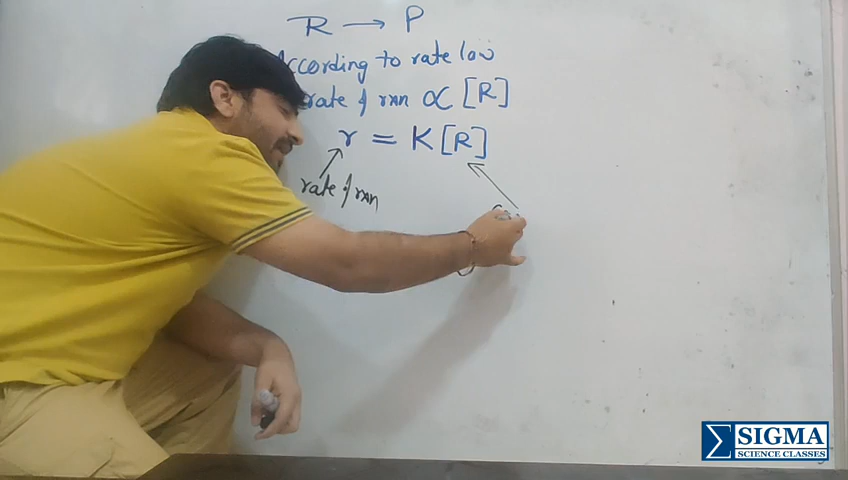 R → P
According to rate law
rate of rxn ∝ [R]
r = K[R]
rate of rxn
Σ SIGMA
SCIENCE CLASSES